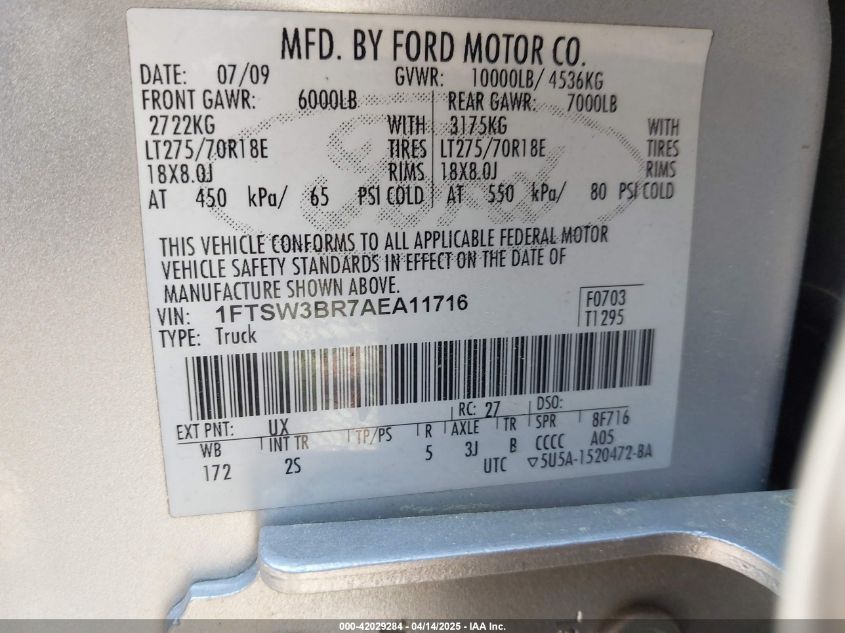 MFD. BY FORD MOTOR CO.
DATE: 07/09 GVWR: 10000LB/ 4536KG
FRONT GAWR: 6000LB REAR GAWR: 7000LB
2722KG WITH 3175KG WITH
LT275/70R18E TIRES LT275/70R18E TIRES
18X8.0J RIMS 18X8.0J RIMS
AT 450 kPa/ 65 PSI COLD AT 550 kPa/ 80 PSI COLD
THIS VEHICLE CONFORMS TO ALL APPLICABLE FEDERAL MOTOR
VEHICLE SAFETY STANDARDS IN EFFECT ON THE DATE OF
MANUFACTURE SHOWN ABOVE.
VIN: 1FTSW3BR7AEA11716 F0703
TYPE: Truck T1295
EXT PNT: UX RC: 27 DSO:
WB INT TR TP/PS R AXLE TR SPR 8F716
172 2S 5 3J B CCCC A05
UTC ▽5U5A-1520472-BA
000-42029284 - 04/14/2025 - IAA Inc.